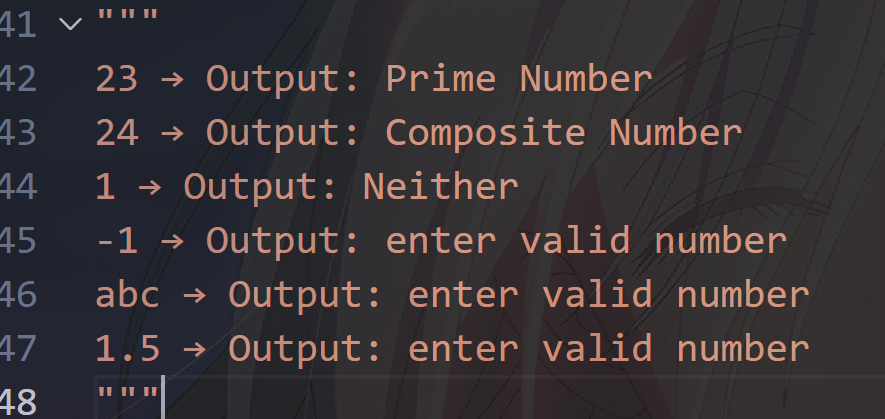 41 """
42 23 → Output: Prime Number
43 24 → Output: Composite Number
44 1 → Output: Neither
45 -1 → Output: enter valid number
46 abc → Output: enter valid number
47 1.5 → Output: enter valid number
48 """